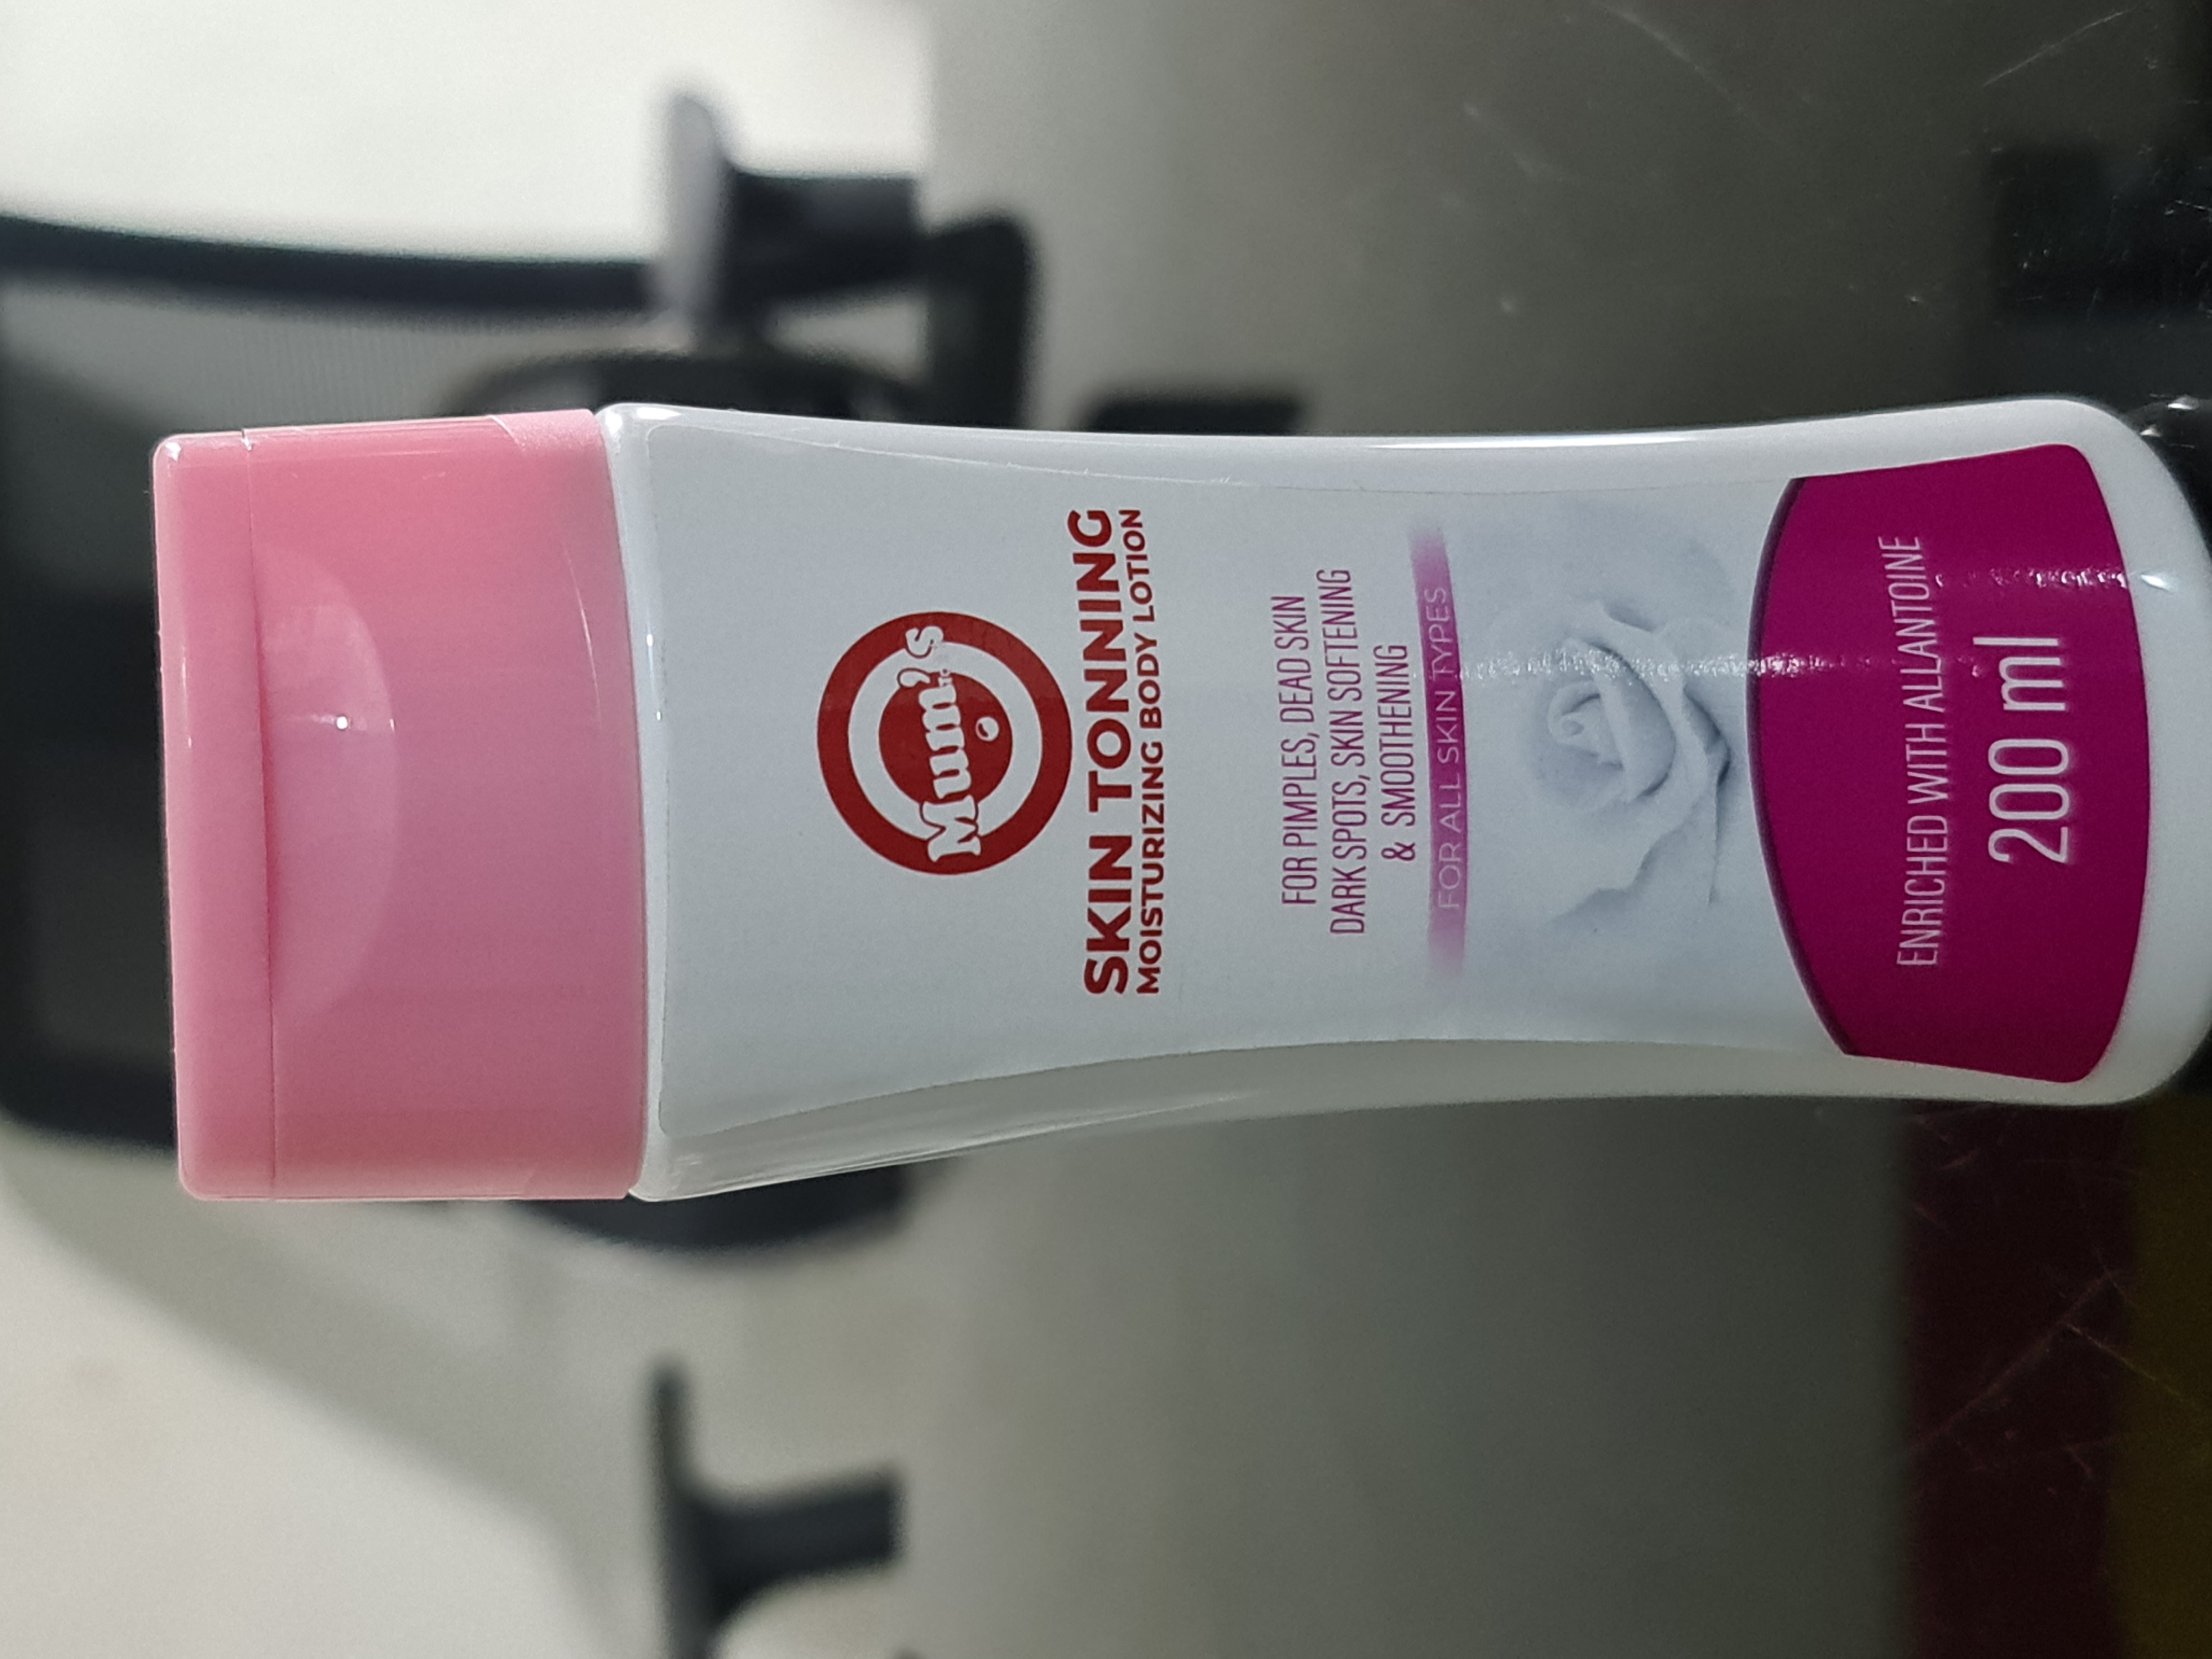 Mum's
SKIN TONNING
MOISTURIZING BODY LOTION
FOR PIMPLES, DEAD SKIN
DARK SPOTS, SKIN SOFTENING
& SMOOTHENING
FOR ALL SKIN TYPES
ENRICHED WITH ALLANTOINE
200 ml